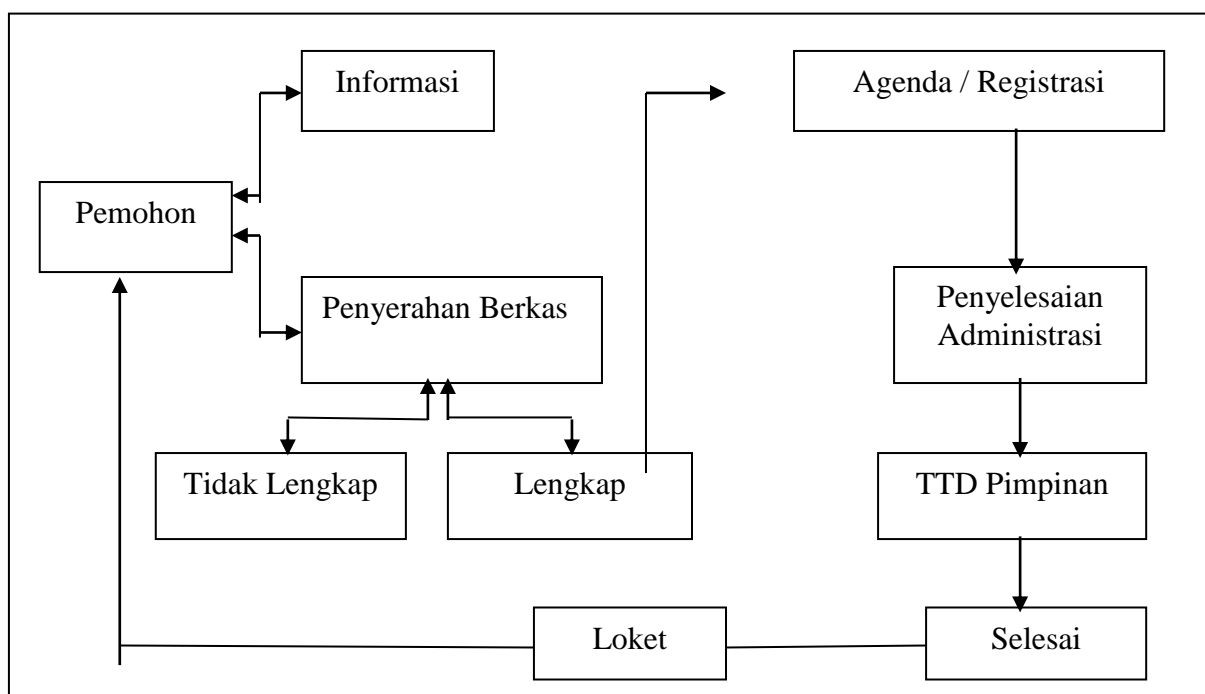 Informasi
Agenda / Registrasi
Pemohon
Penyerahan Berkas
Penyelesaian
Administrasi
Tidak Lengkap
Lengkap
TTD Pimpinan
Loket
Selesai